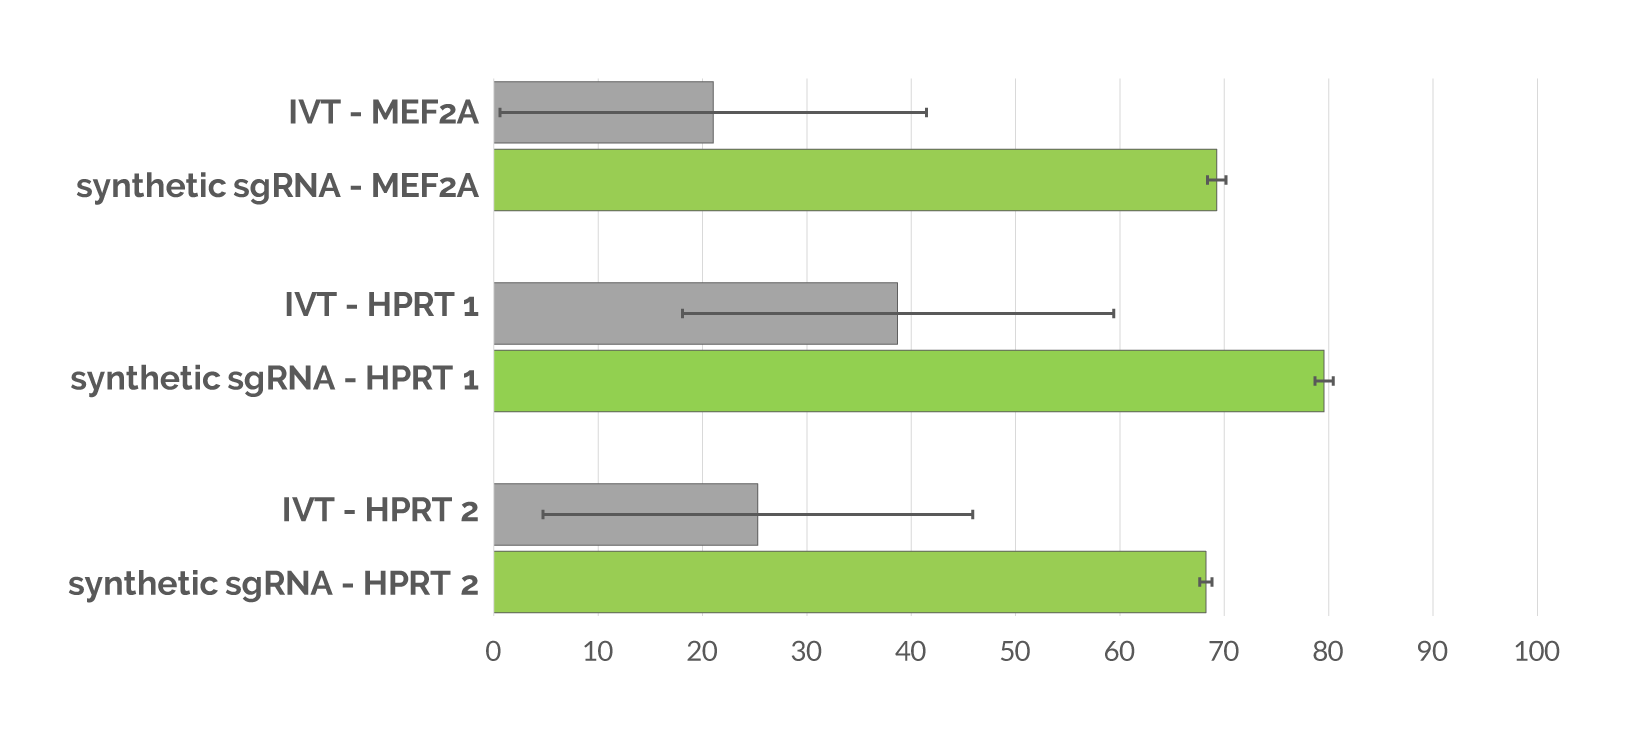 IVT - MEF2A
synthetic sgRNA - MEF2A
IVT - HPRT 1
synthetic sgRNA - HPRT 1
IVT - HPRT 2
synthetic sgRNA - HPRT 2
0 10 20 30 40 50 60 70 80 90 100